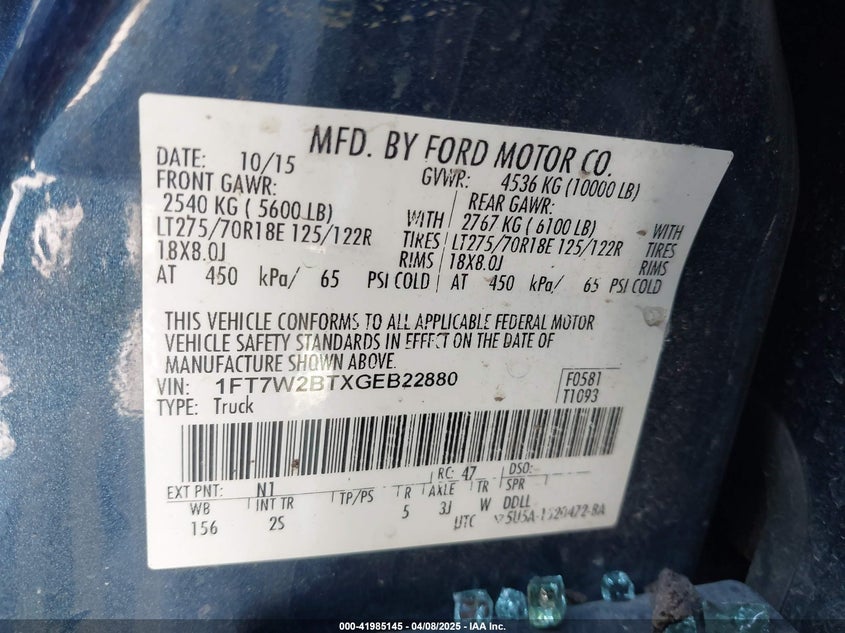 MFD. BY FORD MOTOR CO.
DATE: 10/15 GVWR: 4536 KG (10000 LB)
FRONT GAWR: REAR GAWR:
2540 KG ( 5600 LB) WITH 2767 KG ( 6100 LB) WITH
LT275/70R18E 125/122R TIRES LT275/70R18E 125/122R TIRES
18X8.0J RIMS 18X8.0J RIMS
AT 450 kPa/ 65 PSI COLD AT 450 kPa/ 65 PSI COLD
THIS VEHICLE CONFORMS TO ALL APPLICABLE FEDERAL MOTOR
VEHICLE SAFETY STANDARDS IN EFFECT ON THE DATE OF
MANUFACTURE SHOWN ABOVE.
VIN: 1FT7W2BTXGEB22880 F0581
TYPE: Truck T1093
RC: 47 DSO:
EXT PNT: N1
WB INT TR TP/PS R AXLE TR SPR
156 2S 5 3J W DDLL
UTC
000-41985145 - 04/08/2025 - IAA Inc.